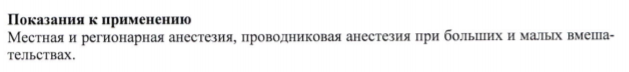 Показания к применению
Местная и регионарная анестезия, проводниковая анестезия при больших и малых вмеша-
тельствах.